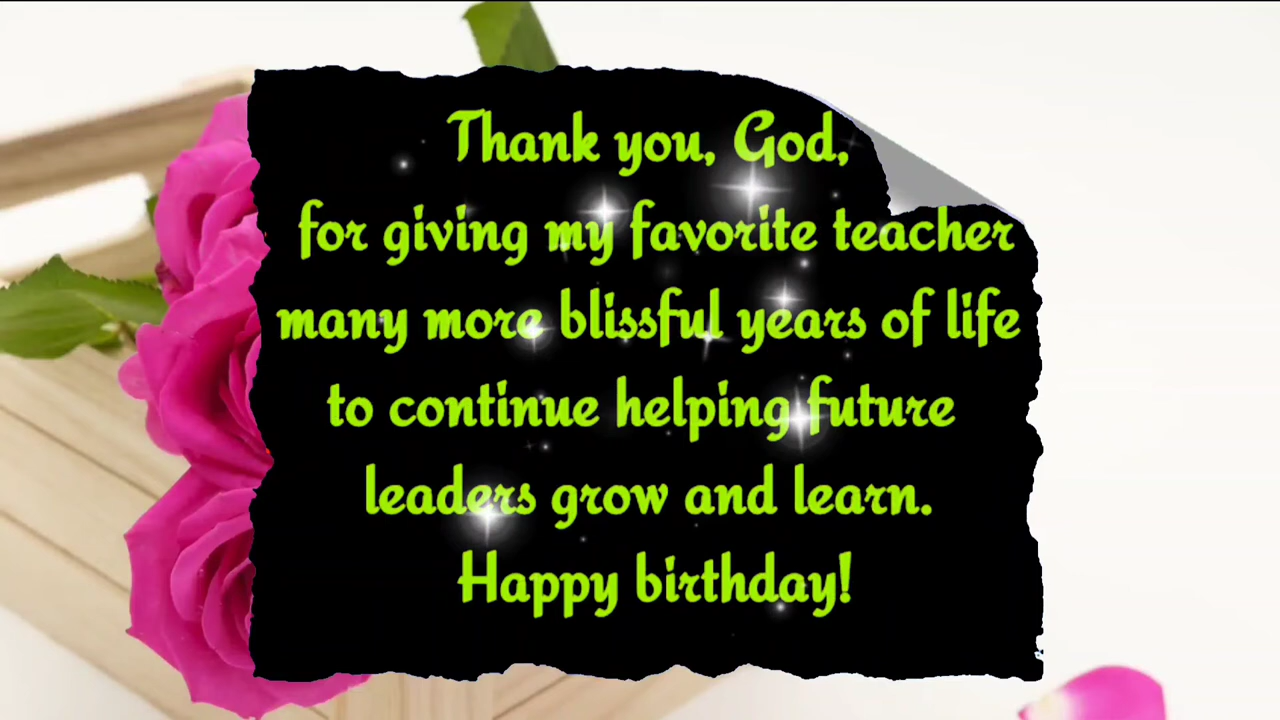 Thank you, God,
for giving my favorite teacher
many more blissful years of life
to continue helping future
leaders grow and learn.
Happy birthday!